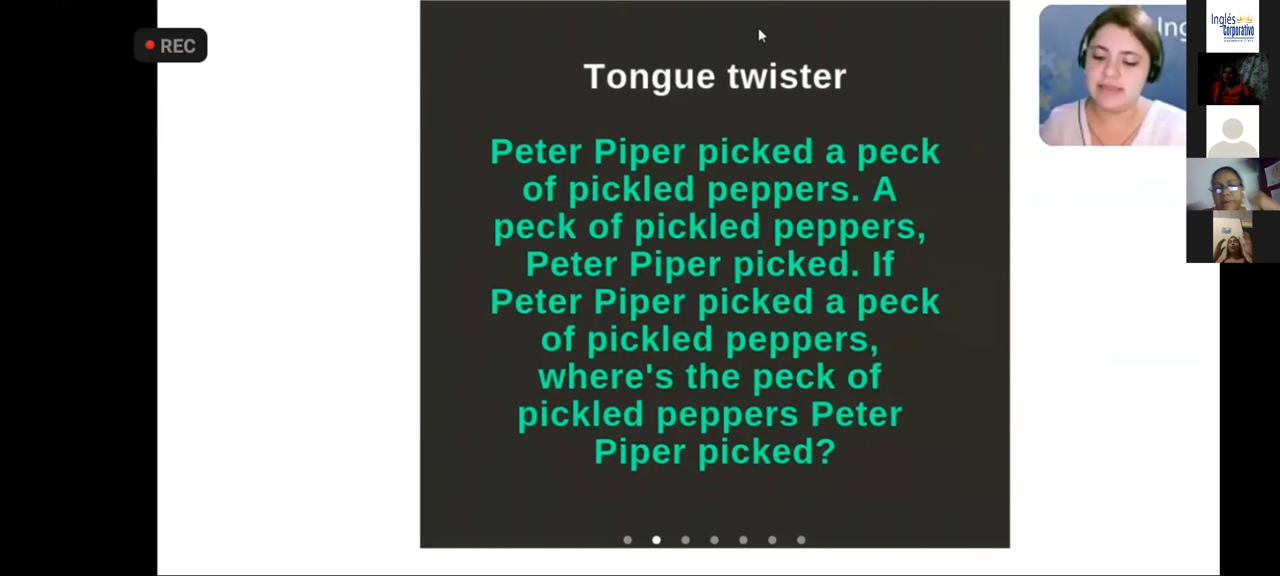 REC
Tongue twister
Peter Piper picked a peck
of pickled peppers. A
peck of pickled peppers,
Peter Piper picked. If
Peter Piper picked a peck
of pickled peppers,
where's the peck of
pickled peppers Peter
Piper picked?
Inglés
Corporativo